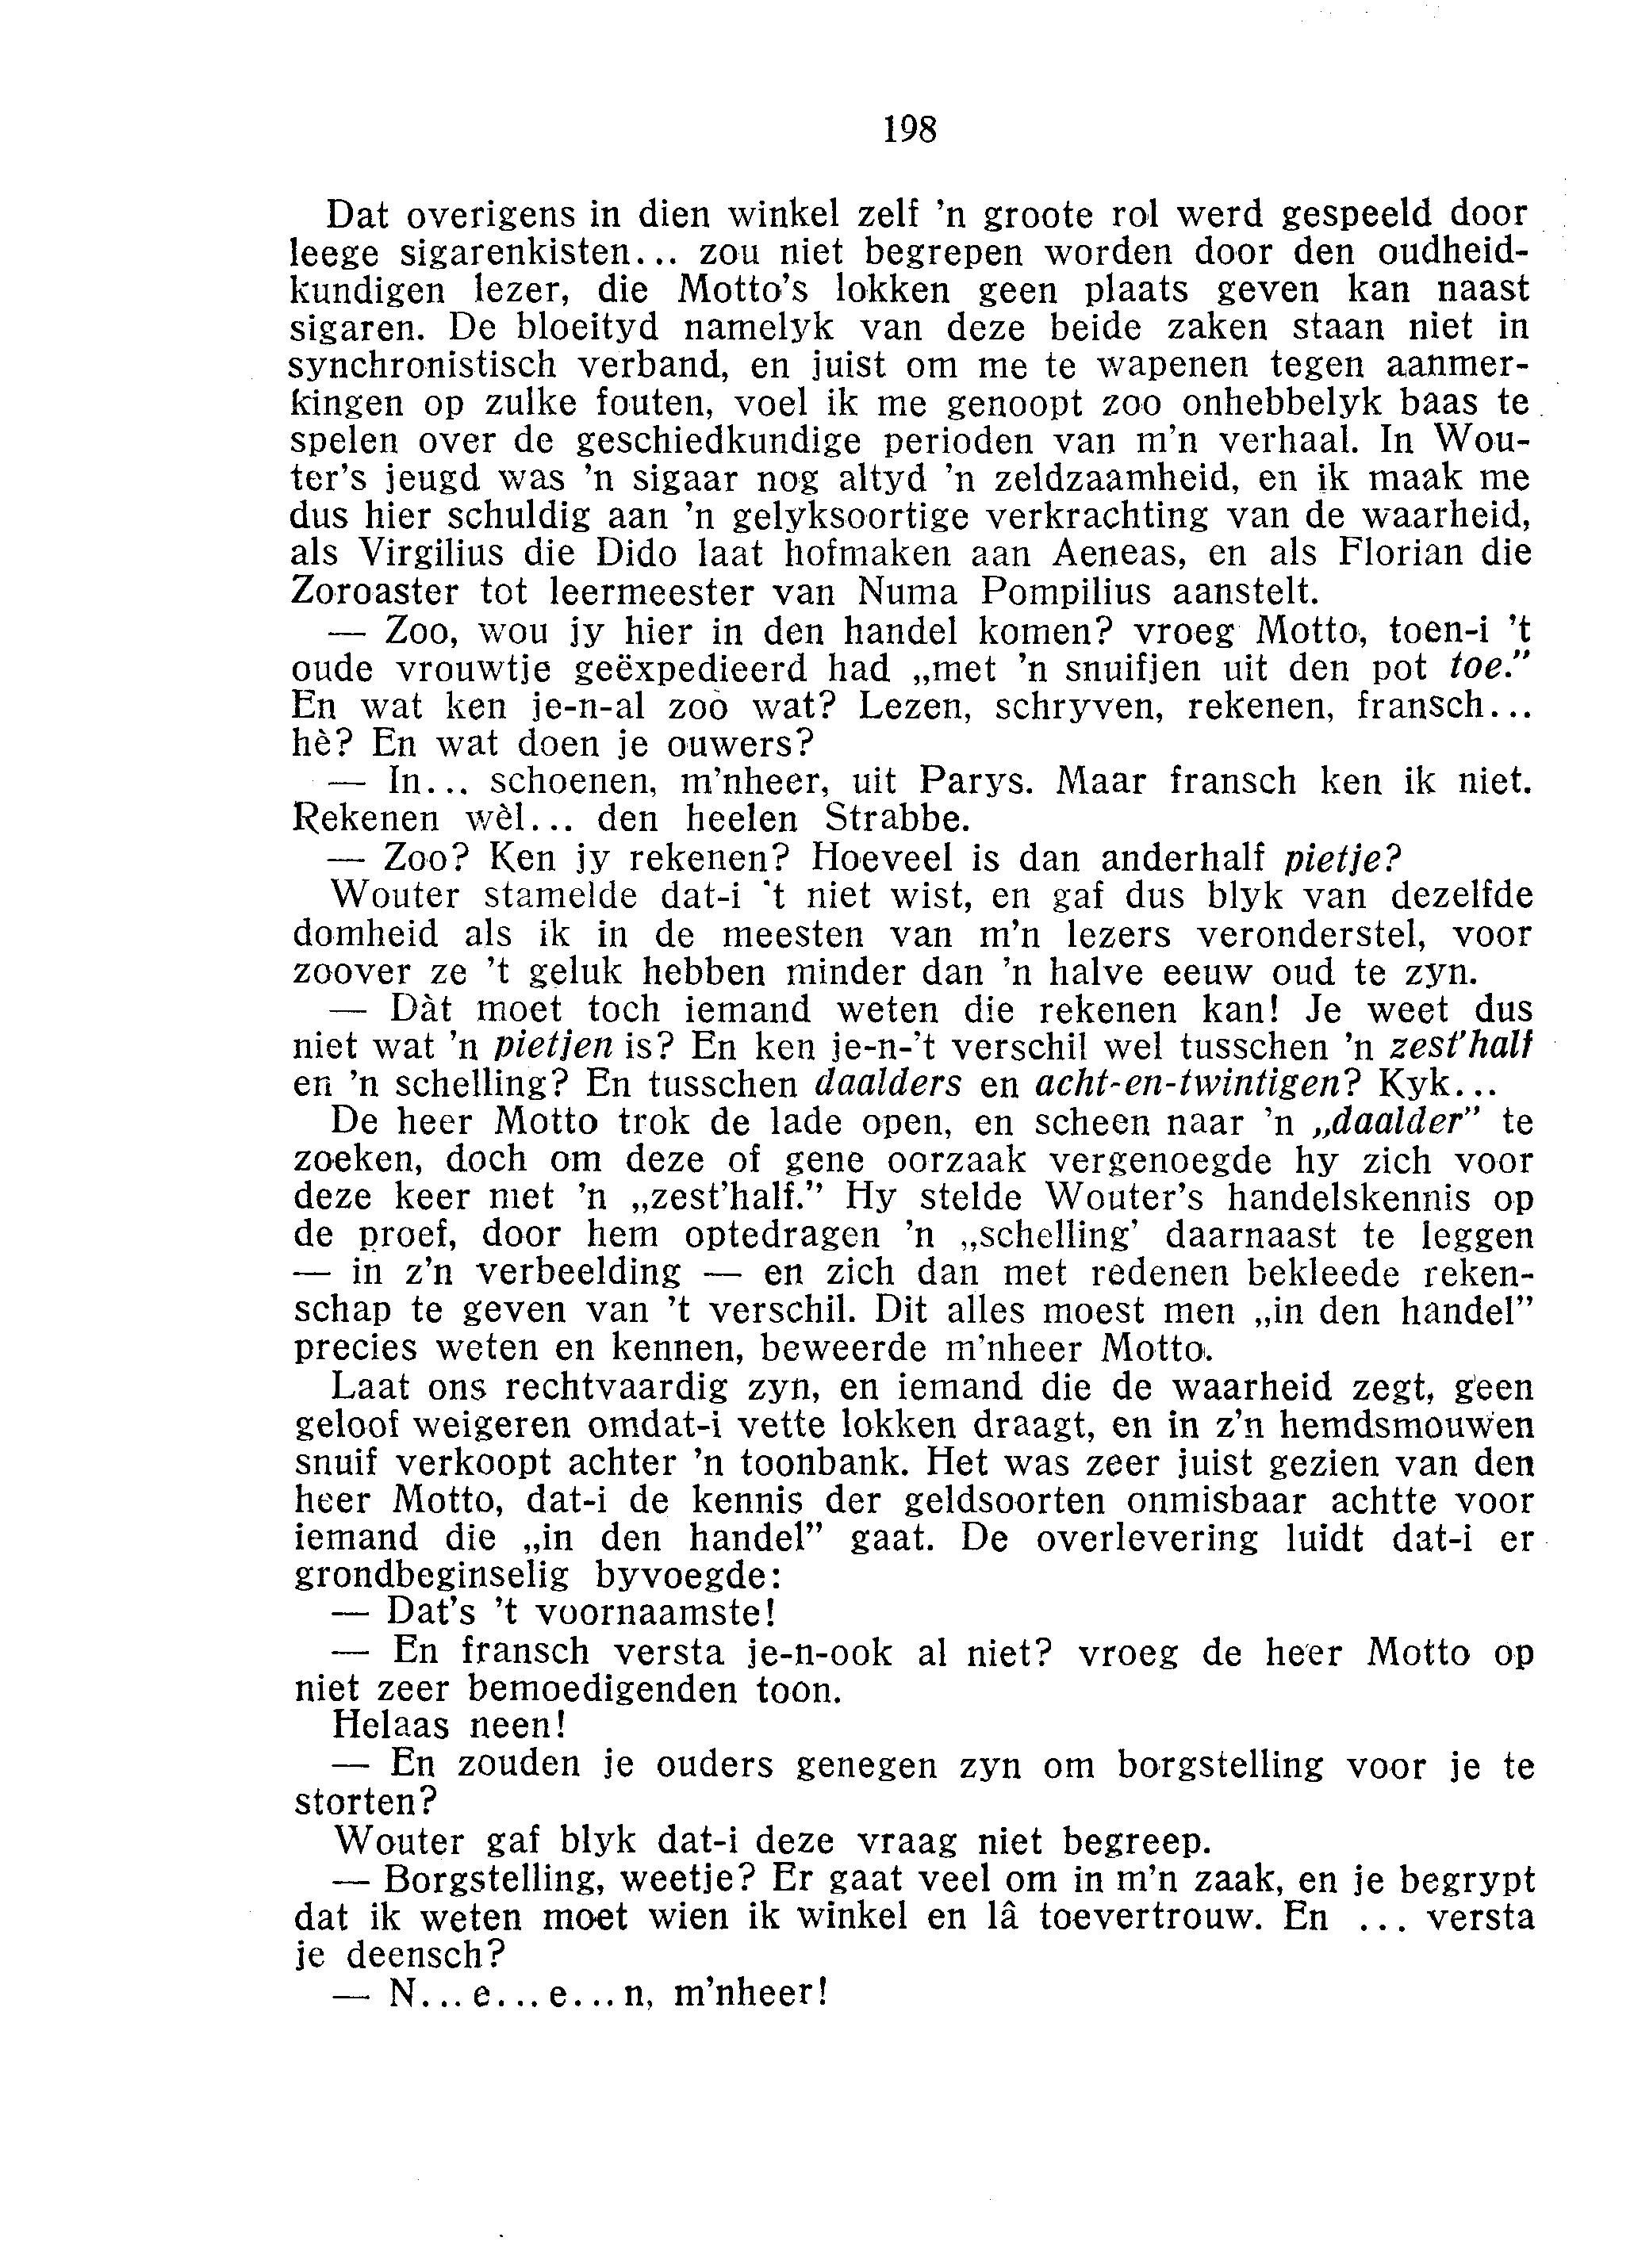 198
Dat overigens in dien winkel zelf 'n groote rol werd gespeeld door
leege sigarenkisten... zou niet begrepen worden door den oudheid-
kundigen lezer, die Motto's lokken geen plaats geven kan naast
sigaren. De bloeityd namelyk van deze beide zaken staan niet in
synchronistisch verband, en juist om me te wapenen tegen aanmer-
kingen op zulke fouten, voel ik me genoopt zoo onhebbelyk baas te
spelen over de geschiedkundige perioden van m'n verhaal. In Wou-
ter's jeugd was 'n sigaar nog altyd 'n zeldzaamheid, en ik maak me
dus hier schuldig aan 'n gelyksoortige verkrachting van de waarheid,
als Virgilius die Dido laat hofmaken aan Aeneas, en als Florian die
Zoroaster tot leermeester van Numa Pompilius aanstelt.
— Zoo, wou jy hier in den handel komen? vroeg Motto, toen-i 't
oude vrouwtje geëxpedieerd had „met 'n snuifjen uit den pot toe."
En wat ken je-n-al zoò wat? Lezen, schryven, rekenen, fransch...
hè? En wat doen je ouwers?
— In... schoenen, m'nheer, uit Parys. Maar fransch ken ik niet.
Rekenen wèl... den heelen Strabbe.
— Zoo? Ken jy rekenen? Hoeveel is dan anderhalf pietje?
Wouter stamelde dat-i 't niet wist, en gaf dus blyk van dezelfde
domheid als ik in de meesten van m'n lezers veronderstel, voor
zoover ze 't geluk hebben minder dan 'n halve eeuw oud te zyn.
— Dàt moet toch iemand weten die rekenen kan! Je weet dus
niet wat 'n pietjen is? En ken je-n-'t verschil wel tusschen 'n zest'half
en 'n schelling? En tusschen daalders en acht-en-twintigen? Kyk...
De heer Motto trok de lade open, en scheen naar 'n „daalder" te
zoeken, doch om deze of gene oorzaak vergenoegde hy zich voor
deze keer met 'n „zest'half." Hy stelde Wouter's handelskennis op
de proef, door hem optedragen 'n „schelling' daarnaast te leggen
— in z'n verbeelding — en zich dan met redenen bekleede reken-
schap te geven van 't verschil. Dit alles moest men „in den handel"
precies weten en kennen, beweerde m'nheer Motto.
Laat ons rechtvaardig zyn, en iemand die de waarheid zegt, geen
geloof weigeren omdat-i vette lokken draagt, en in z'n hemdsmouwen
snuif verkoopt achter 'n toonbank. Het was zeer juist gezien van den
heer Motto, dat-i de kennis der geldsoorten onmisbaar achtte voor
iemand die „in den handel" gaat. De overlevering luidt dat-i er
grondbeginselig byvoegde:
— Dat's 't voornaamste!
— En fransch versta je-n-ook al niet? vroeg de heer Motto op
niet zeer bemoedigenden toon.
Helaas neen!
— En zouden je ouders genegen zyn om borgstelling voor je te
storten?
Wouter gaf blyk dat-i deze vraag niet begreep.
— Borgstelling, weetje? Er gaat veel om in m'n zaak, en je begrypt
dat ik weten moet wien ik winkel en lâ toevertrouw. En ... versta
je deensch?
— N...e...e...n, m'nheer!